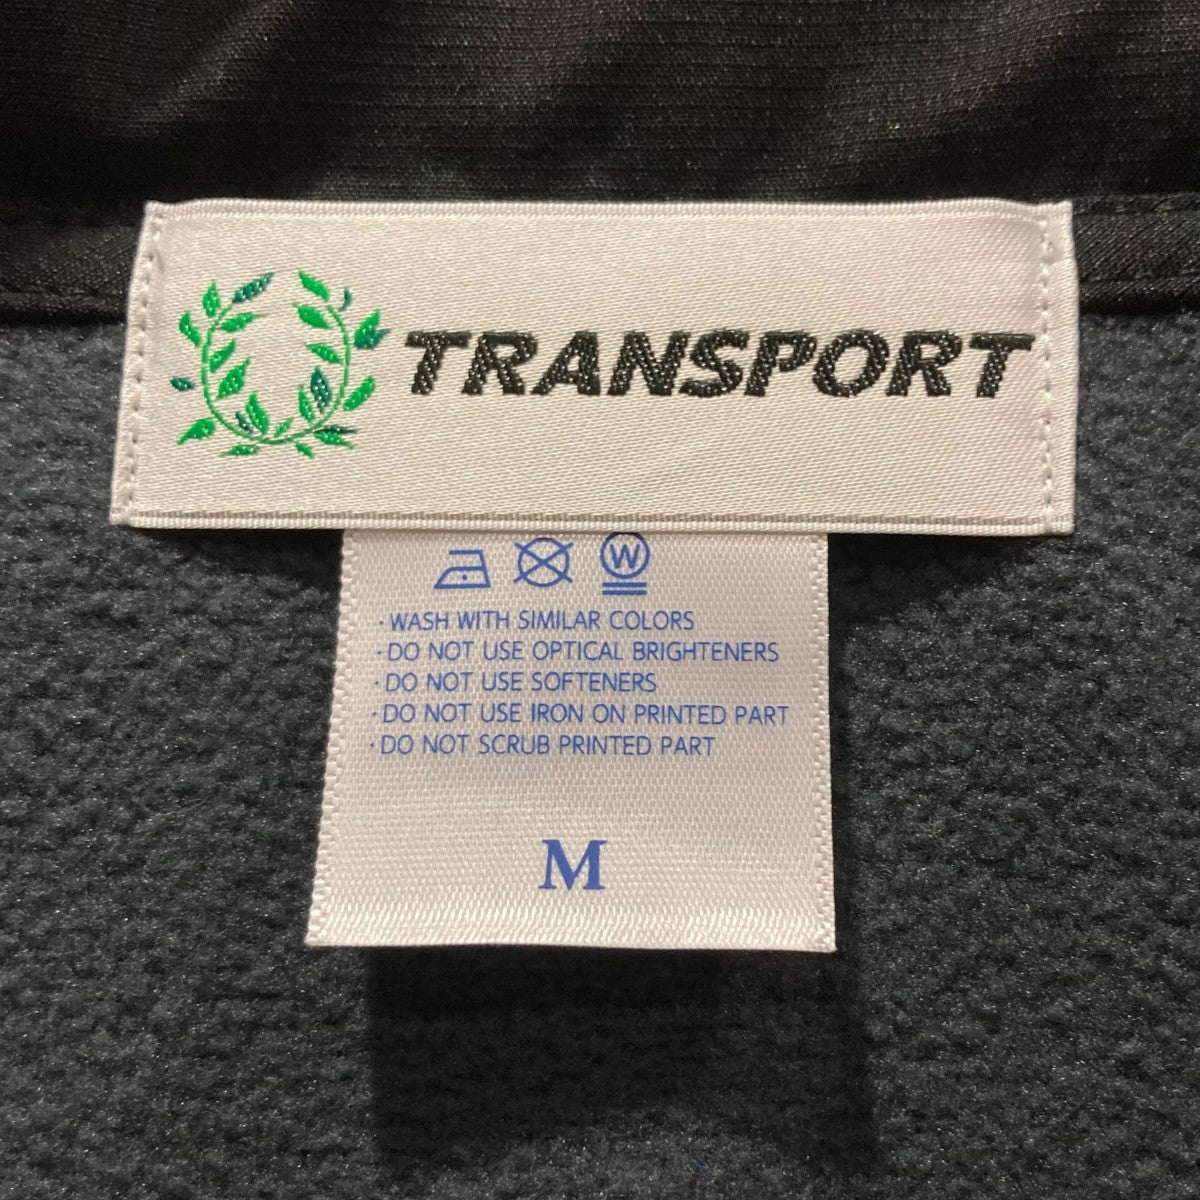 TRANSPORT
W
· WASH WITH SIMILAR COLORS
· DO NOT USE OPTICAL BRIGHTENERS
· DO NOT USE SOFTENERS
· DO NOT USE IRON ON PRINTED PART
· DO NOT SCRUB PRINTED PART
M